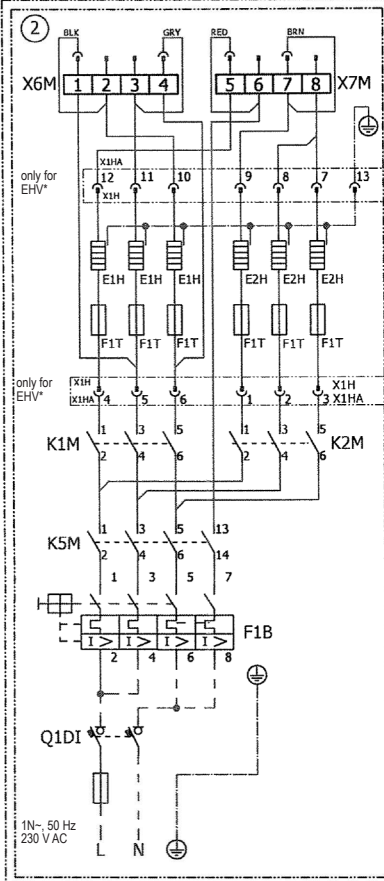 2
BLK GRY RED BRN
X6M 1 2 3 4 5 6 7 8 X7M
only for
EHV*
X1HA
12 11 10 9 8 7 13
X1H
E1H E1H E1H E2H E2H E2H
F1T F1T F1T F1T F1T F1T
only for
EHV*
X1H X1H
X1HA 4 5 6 1 2 3 X1HA
1 3 5 1 3 5
K1M K2M
2 4 6 2 4 6
1 3 5 13
K5M
2 4 6 14
1 3 5 7
F1B
I > I > I > I >
2 4 6 8
Q1DI
1N~, 50 Hz
230 V AC
L N